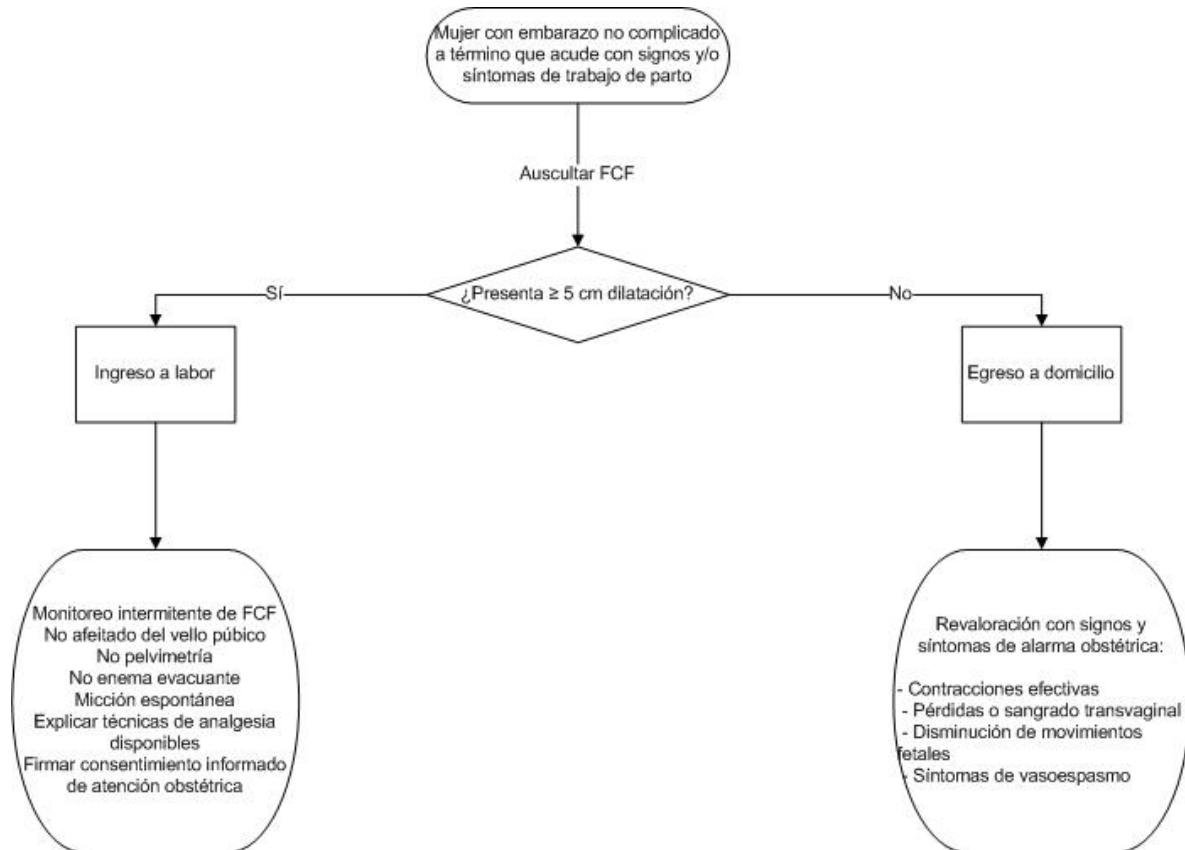 Mujer con embarazo no complicado
a término que acude con signos y/o
síntomas de trabajo de parto
Auscultar FCF
¿Presenta ≥ 5 cm dilatación?
Sí
No
Ingreso a labor
Egreso a domicilio
Monitoreo intermitente de FCF
No afeitado del vello púbico
No pelvimetría
No enema evacuante
Micción espontánea
Explicar técnicas de analgesia
disponibles
Firmar consentimiento informado
de atención obstétrica
Revaloración con signos y
síntomas de alarma obstétrica:
- Contracciones efectivas
- Pérdidas o sangrado transvaginal
- Disminución de movimientos
fetales
- Síntomas de vasoespasmo